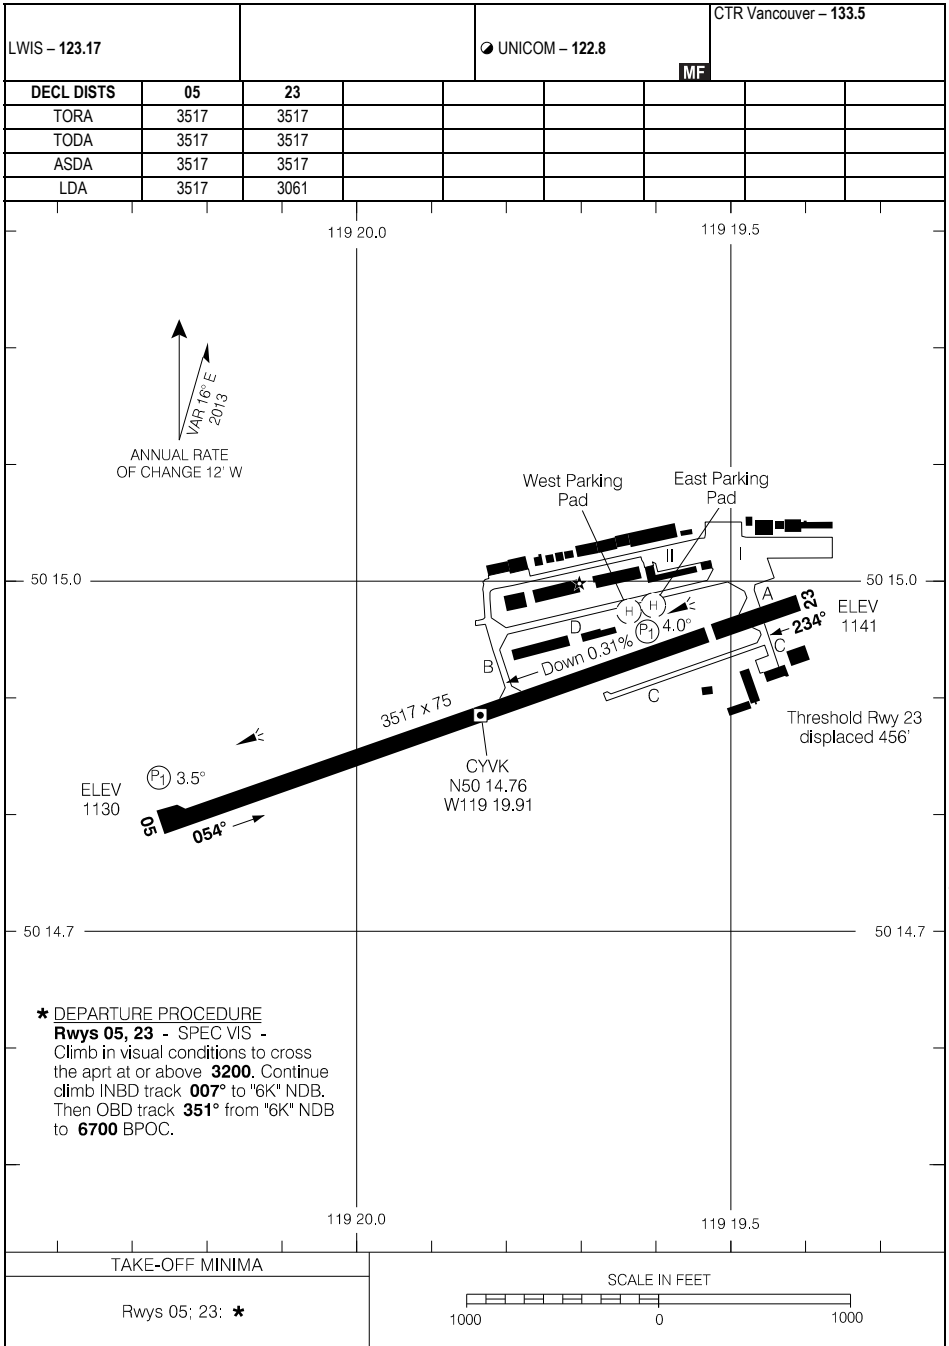 CTR Vancouver – 133.5
LWIS – 123.17
UNICOM – 122.8
MF
DECL DISTS 05 23
TORA 3517 3517
TODA 3517 3517
ASDA 3517 3517
LDA 3517 3061
119 20.0
119 19.5
VAR 16° E
2013
ANNUAL RATE
OF CHANGE 12' W
West Parking
Pad
East Parking
Pad
II
I
50 15.0
50 15.0
A
23
ELEV
1141
H
H
P1 4.0°
D
234°
Down 0.31%
B
C
C
3517 x 75
Threshold Rwy 23
displaced 456'
CYVK
N50 14.76
W119 19.91
P1 3.5°
ELEV
1130
05
054°
50 14.7
50 14.7
* DEPARTURE PROCEDURE
Rwys 05, 23 - SPEC VIS -
Climb in visual conditions to cross
the aprt at or above 3200. Continue
climb INBD track 007° to "6K" NDB.
Then OBD track 351° from "6K" NDB
to 6700 BPOC.
119 20.0
119 19.5
TAKE-OFF MINIMA
Rwys 05; 23: *
SCALE IN FEET
1000 0 1000